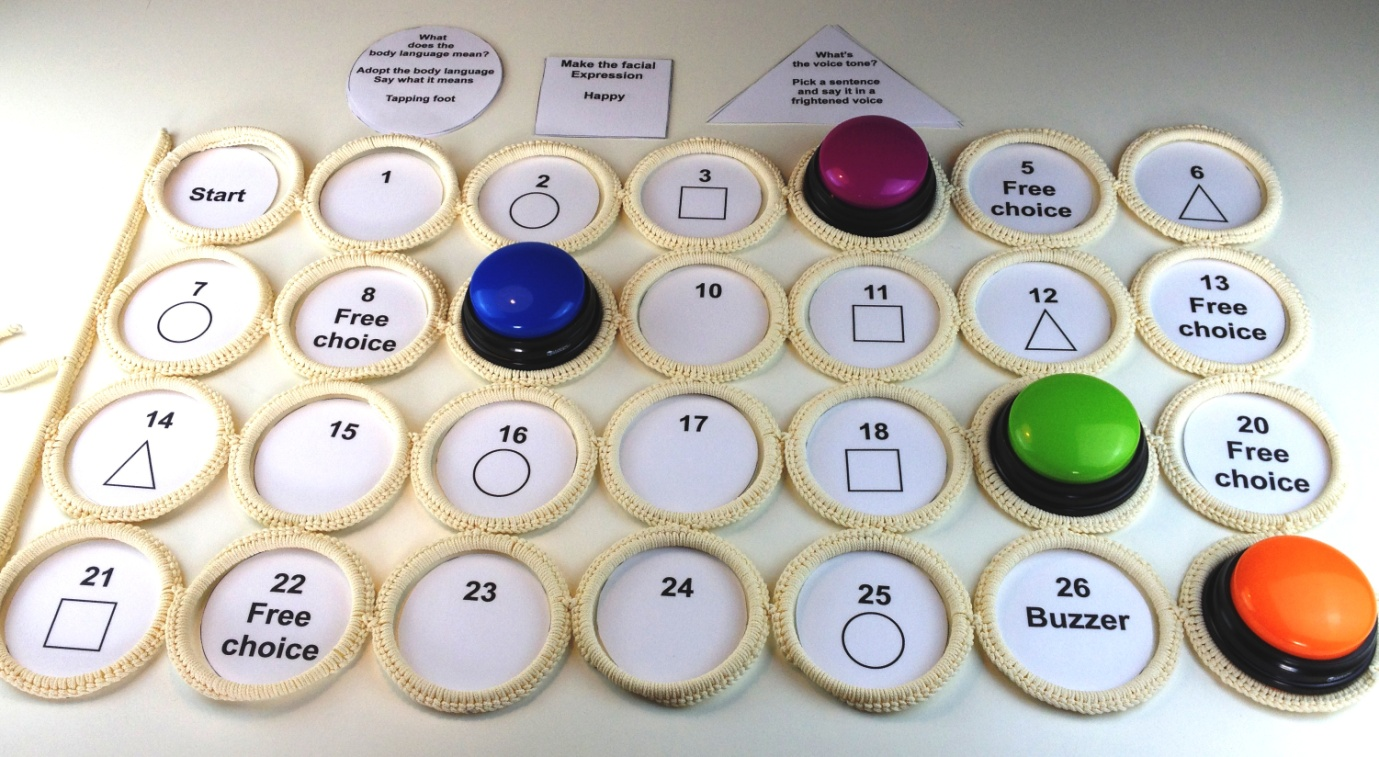 What
does the
body language mean?
Adopt the body language
Say what it means
Tapping foot
Make the facial
Expression
Happy
What's
the voice tone?
Pick a sentence
and say it in a
frightened voice
Start
1
2
3
5
Free
choice
6
7
8
Free
choice
10
11
12
13
Free
choice
14
15
16
17
18
20
Free
choice
21
22
Free
choice
23
24
25
26
Buzzer